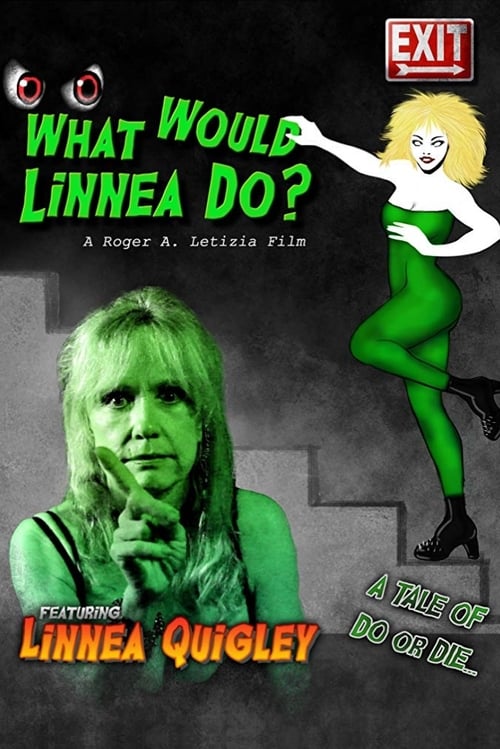 EXIT
WHAT WOULD
LiNNEA DO?
A Roger A. Letizia Film
FEATURiNG
LiNNEA QUiGLEY
A TALE OF
DO OR DIE...